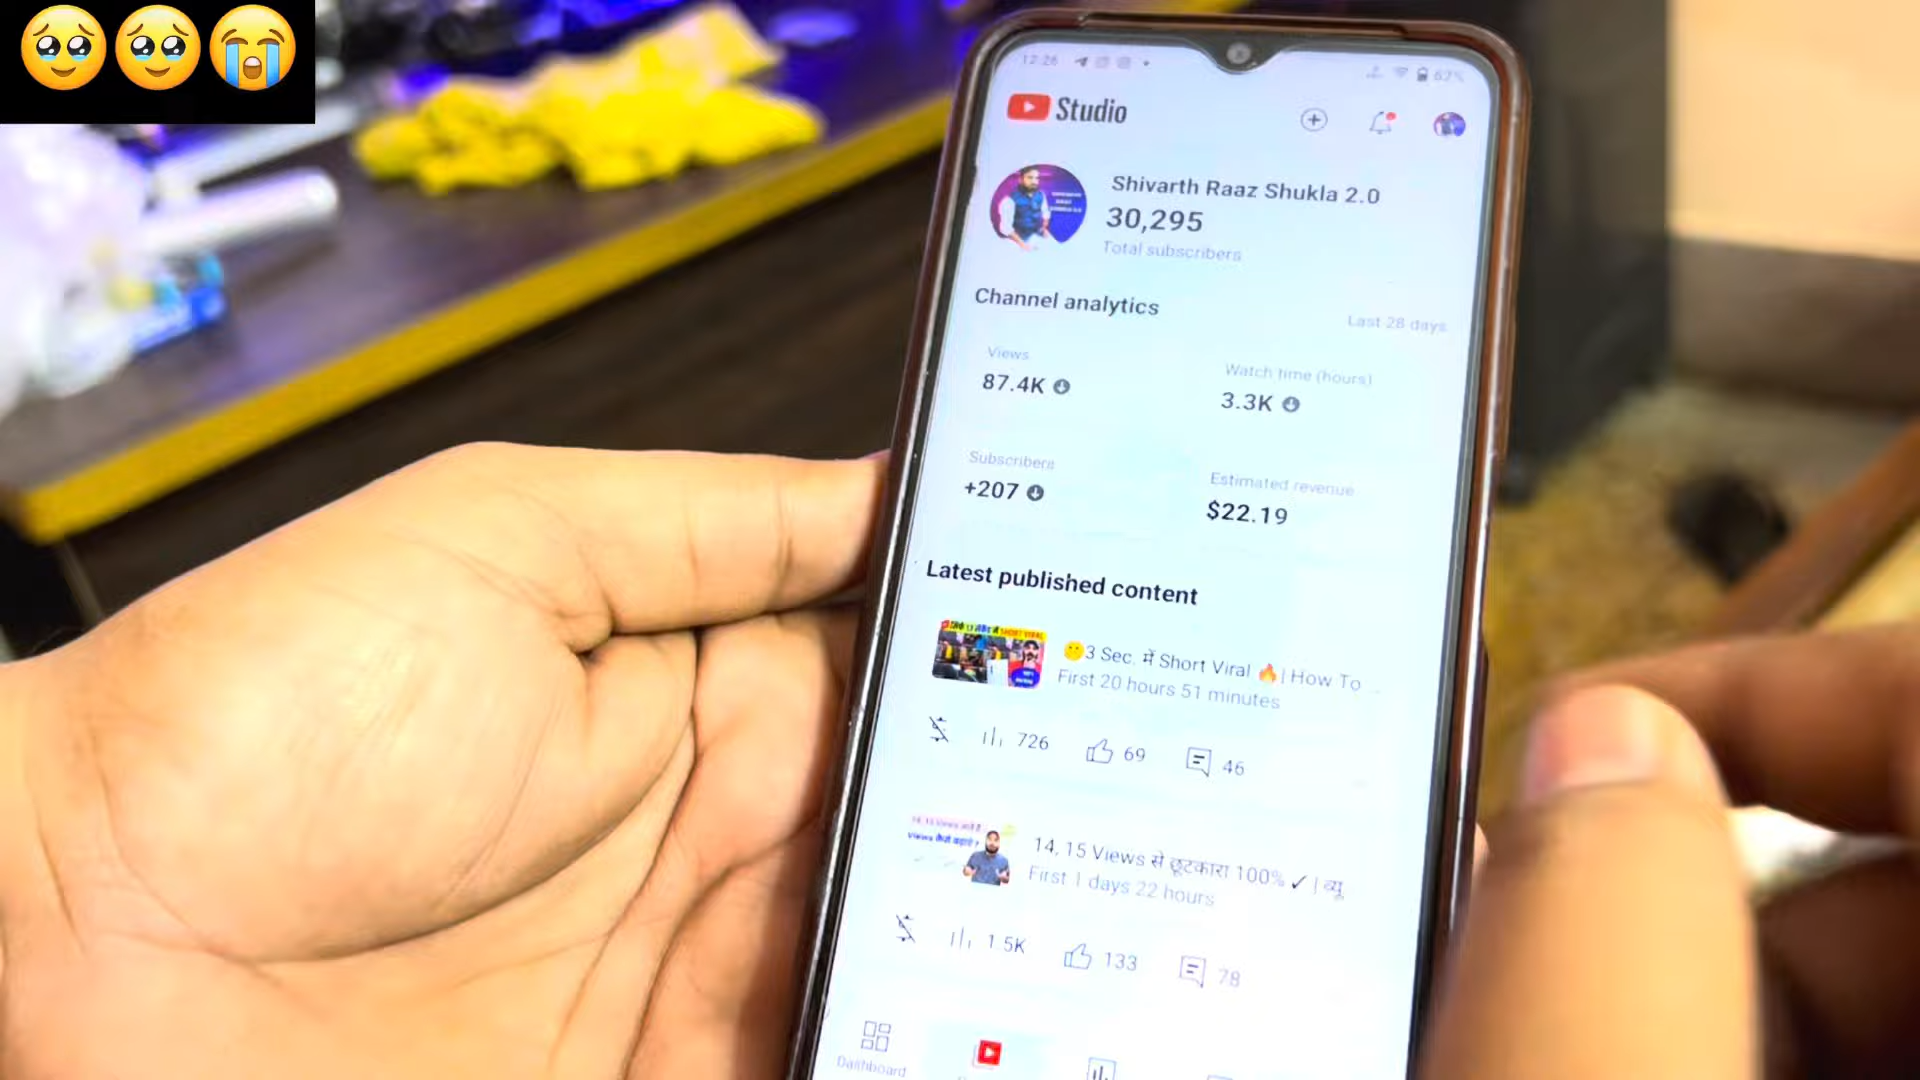 12:26
62%
Studio
Shivarth Raaz Shukla 2.0
30,295
Total subscribers
Channel analytics
Last 28 days
Views
Watch time (hours)
87.4K
3.3K
Subscribers
Estimated revenue
+207
$22.19
Latest published content
3 Sec. में Short Viral 🔥| How To ...
First 20 hours 51 minutes
726
69
46
14, 15 Views से छूटकारा 100% ✓ | व्यू
First 1 days 22 hours
1.5K
133
78
Dashboard